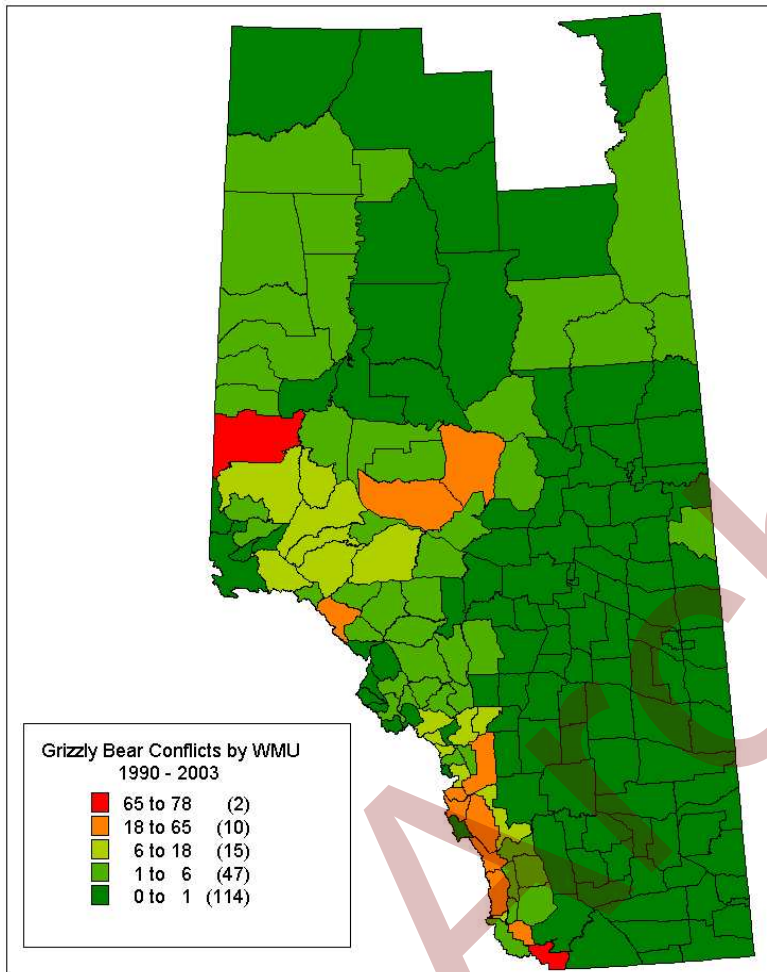 Grizzly Bear Conflicts by WMU
1990 - 2003
65 to 78 (2)
18 to 65 (10)
6 to 18 (15)
1 to 6 (47)
0 to 1 (114)